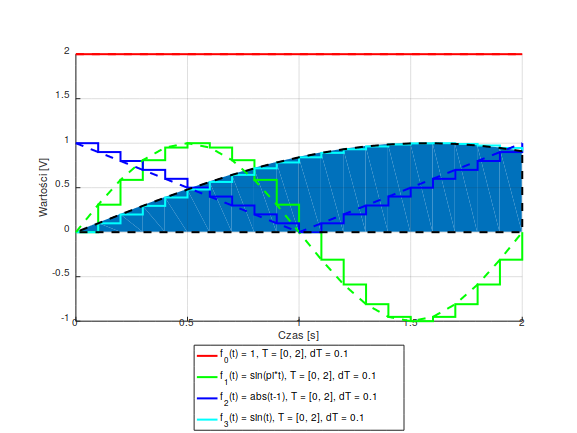 2
1.5
1
0.5
0
-0.5
-1
Wartości [V]
0 0.5 1 1.5 2
Czas [s]
f0(t) = 1, T = [0, 2], dT = 0.1
f1(t) = sin(pi*t), T = [0, 2], dT = 0.1
f2(t) = abs(t-1), T = [0, 2], dT = 0.1
f3(t) = sin(t), T = [0, 2], dT = 0.1